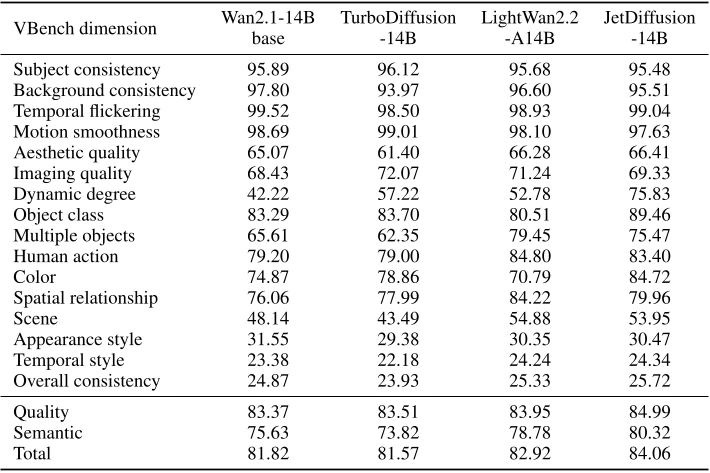 VBench dimension Wan2.1-14B base TurboDiffusion -14B LightWan2.2 -A14B JetDiffusion -14B
Subject consistency 95.89 96.12 95.68 95.48
Background consistency 97.80 93.97 96.60 95.51
Temporal flickering 99.52 98.50 98.93 99.04
Motion smoothness 98.69 99.01 98.10 97.63
Aesthetic quality 65.07 61.40 66.28 66.41
Imaging quality 68.43 72.07 71.24 69.33
Dynamic degree 42.22 57.22 52.78 75.83
Object class 83.29 83.70 80.51 89.46
Multiple objects 65.61 62.35 79.45 75.47
Human action 79.20 79.00 84.80 83.40
Color 74.87 78.86 70.79 84.72
Spatial relationship 76.06 77.99 84.22 79.96
Scene 48.14 43.49 54.88 53.95
Appearance style 31.55 29.38 30.35 30.47
Temporal style 23.38 22.18 24.24 24.34
Overall consistency 24.87 23.93 25.33 25.72
Quality 83.37 83.51 83.95 84.99
Semantic 75.63 73.82 78.78 80.32
Total 81.82 81.57 82.92 84.06